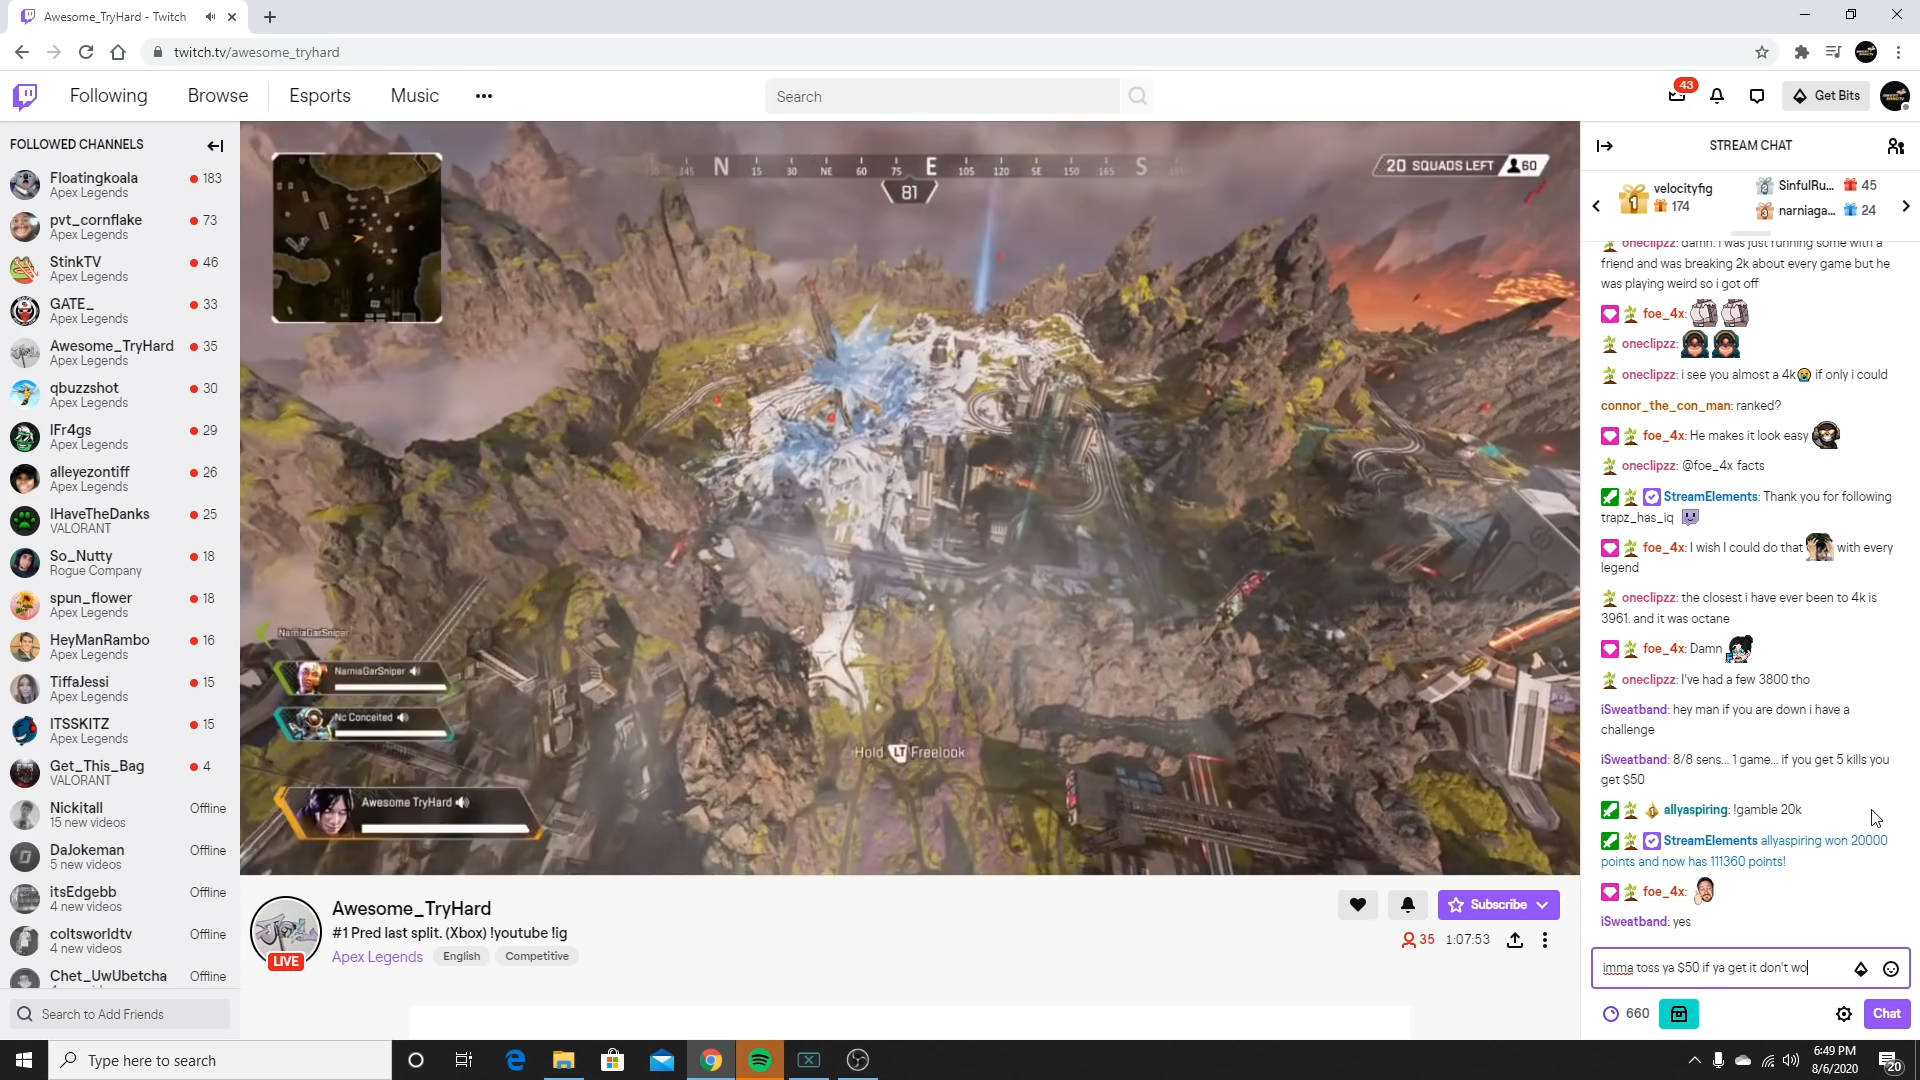 Awesome_TryHard - Twitch
twitch.tv/awesome_tryhard
Following Browse Esports Music
Search
43
Get Bits
FOLLOWED CHANNELS
Floatingkoala 183
Apex Legends
pvt_cornflake 73
Apex Legends
StinkTV 46
Apex Legends
GATE_ 33
Apex Legends
Awesome_TryHard 35
Apex Legends
qbuzzshot 30
Apex Legends
IFr4gs 29
Apex Legends
alleyezontiff 26
Apex Legends
IHaveTheDanks 25
VALORANT
So_Nutty 18
Rogue Company
spun_flower 18
Apex Legends
HeyManRambo 16
Apex Legends
TiffaJessi 15
Apex Legends
ITSSKITZ 15
Apex Legends
Get_This_Bag 4
VALORANT
Nickitall Offline
15 new videos
DaJokeman Offline
5 new videos
itsEdgebb Offline
4 new videos
coltsworldtv Offline
4 new videos
Chet_UwUbetcha Offline
Search to Add Friends
345 N 15 30 NE 60 75 E 105 120 SE 150 165 S
81
20 SQUADS LEFT 60
NarniaGarSniper
NarniaGarSniper
Nc Conceited
Awesome TryHard
Hold LT Freelook
Awesome_TryHard
#1 Pred last split. (Xbox) !youtube !ig
Apex Legends English Competitive
LIVE
Subscribe
35 1:07:53
STREAM CHAT
1 velocityfig
174
2 SinfulRu... 45
3 narniaga... 24
oneclipzz: damn. i was just running some with a
friend and was breaking 2k about every game but he
was playing weird so i got off
foe_4x:
oneclipzz:
oneclipzz: i see you almost a 4k😭 if only i could
connor_the_con_man: ranked?
foe_4x: He makes it look easy
oneclipzz: @foe_4x facts
StreamElements: Thank you for following
trapz_has_iq
foe_4x: I wish I could do that with every
legend
oneclipzz: the closest i have ever been to 4k is
3961. and it was octane
foe_4x: Damn
oneclipzz: I've had a few 3800 tho
iSweatband: hey man if you are down i have a
challenge
iSweatband: 8/8 sens... 1 game... if you get 5 kills you
get $50
allyaspiring: !gamble 20k
StreamElements allyaspiring won 20000
points and now has 111360 points!
foe_4x:
iSweatband: yes
imma toss ya $50 if ya get it don't wo
660
Chat
Type here to search
6:49 PM
8/6/2020
20